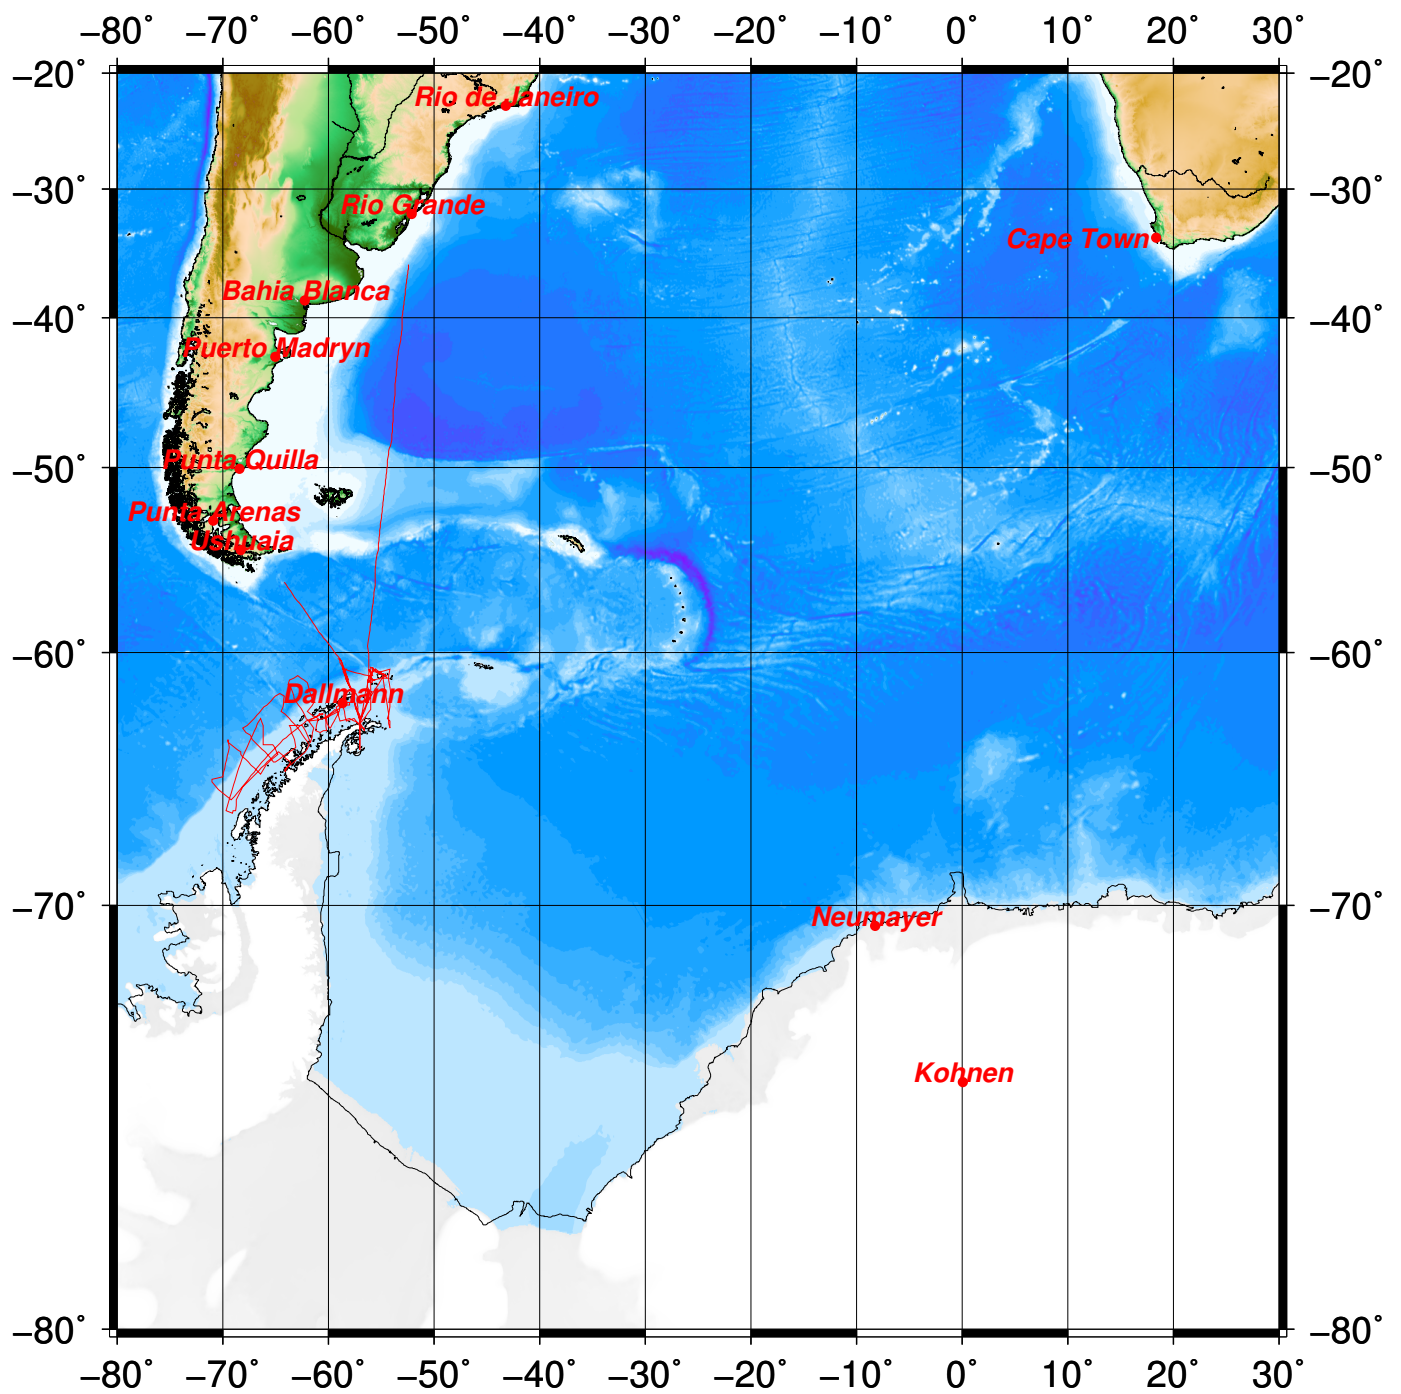 −80° −70° −60° −50° −40° −30° −20° −10° 0° 10° 20° 30°
−20° −20°
Rio de Janeiro
−30° −30°
Rio Grande
Cape Town
Bahia Blanca
−40° −40°
Puerto Madryn
Punta Quilla
−50° −50°
Punta Arenas
Ushuaia
−60° −60°
Dallmann
−70° −70°
Neumayer
Kohnen
−80° −80°
−80° −70° −60° −50° −40° −30° −20° −10° 0° 10° 20° 30°